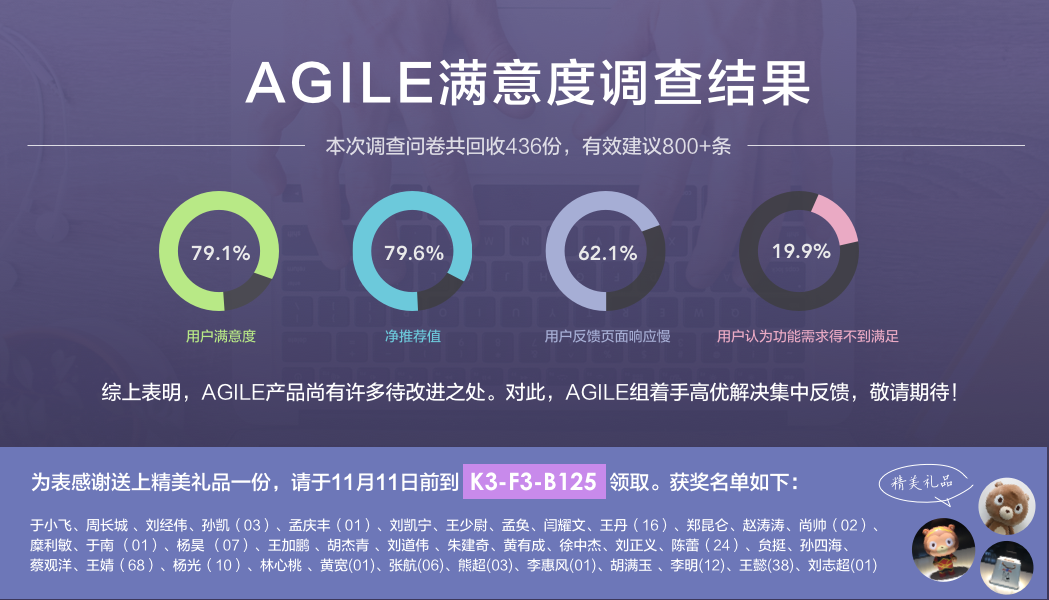 AGILE满意度调查结果
本次调查问卷共回收436份，有效建议800+条
79.1%
79.6%
62.1%
19.9%
用户满意度
净推荐值
用户反馈页面响应慢
用户认为功能需求得不到满足
综上表明，AGILE产品尚有许多待改进之处。对此，AGILE组着手高优解决集中反馈，敬请期待！
为表感谢送上精美礼品一份，请于11月11日前到 K3-F3-B125 领取。获奖名单如下：
精美礼品
于小飞、周长城 、刘经伟、孙凯（03）、孟庆丰（01）、刘凯宁、王少尉、孟奂、闫耀文、王丹（16）、郑昆仑、赵涛涛、尚帅（02）、
糜利敏、于南 （01）、杨昊 （07）、王加鹏 、胡杰青 、刘道伟 、朱建奇、黄有成、徐中杰、刘正义、陈蕾（24）、贠挺、孙四海、
蔡观洋、王婧（68）、杨光（10）、林心桃 、黄宽(01)、张航(06)、熊超(03)、李惠风(01)、胡满玉 、李明(12)、王懿(38)、刘志超(01)